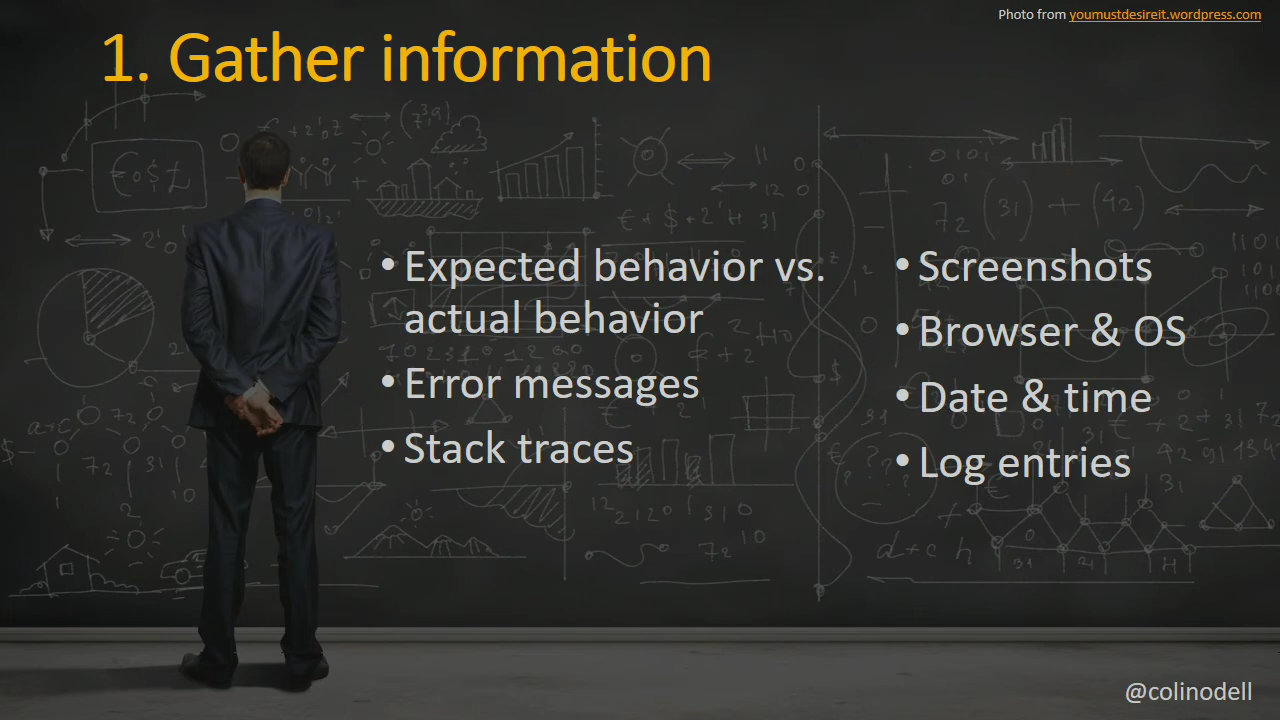 Photo from youmustdesireit.wordpress.com
1. Gather information
• Expected behavior vs.
actual behavior
• Error messages
• Stack traces
• Screenshots
• Browser & OS
• Date & time
• Log entries
@colinodell